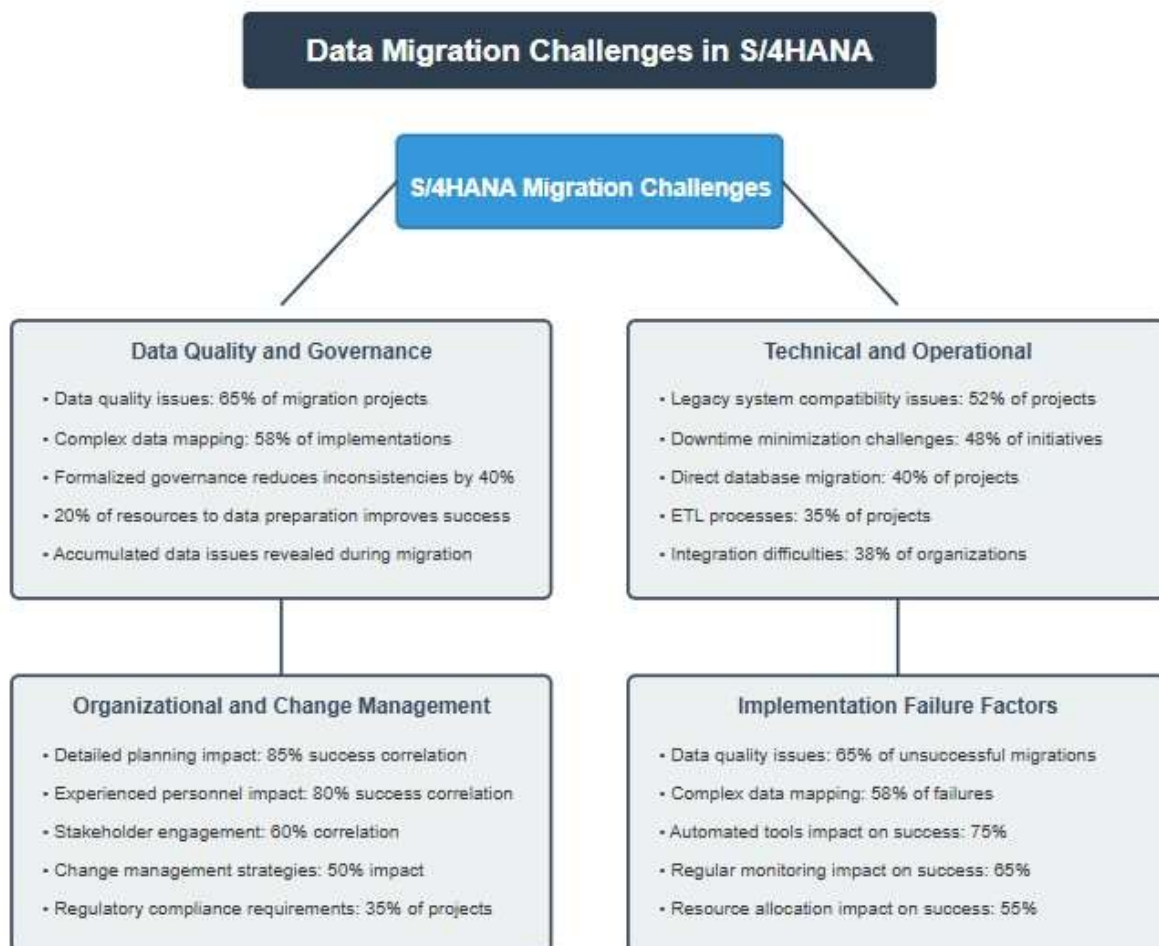 Data Migration Challenges in S/4HANA
S/4HANA Migration Challenges
Data Quality and Governance
• Data quality issues: 65% of migration projects
• Complex data mapping: 58% of implementations
• Formalized governance reduces inconsistencies by 40%
• 20% of resources to data preparation improves success
• Accumulated data issues revealed during migration
Technical and Operational
• Legacy system compatibility issues: 52% of projects
• Downtime minimization challenges: 48% of initiatives
• Direct database migration: 40% of projects
• ETL processes: 35% of projects
• Integration difficulties: 38% of organizations
Organizational and Change Management
• Detailed planning impact: 85% success correlation
• Experienced personnel impact: 80% success correlation
• Stakeholder engagement: 60% correlation
• Change management strategies: 50% impact
• Regulatory compliance requirements: 35% of projects
Implementation Failure Factors
• Data quality issues: 65% of unsuccessful migrations
• Complex data mapping: 58% of failures
• Automated tools impact on success: 75%
• Regular monitoring impact on success: 65%
• Resource allocation impact on success: 55%